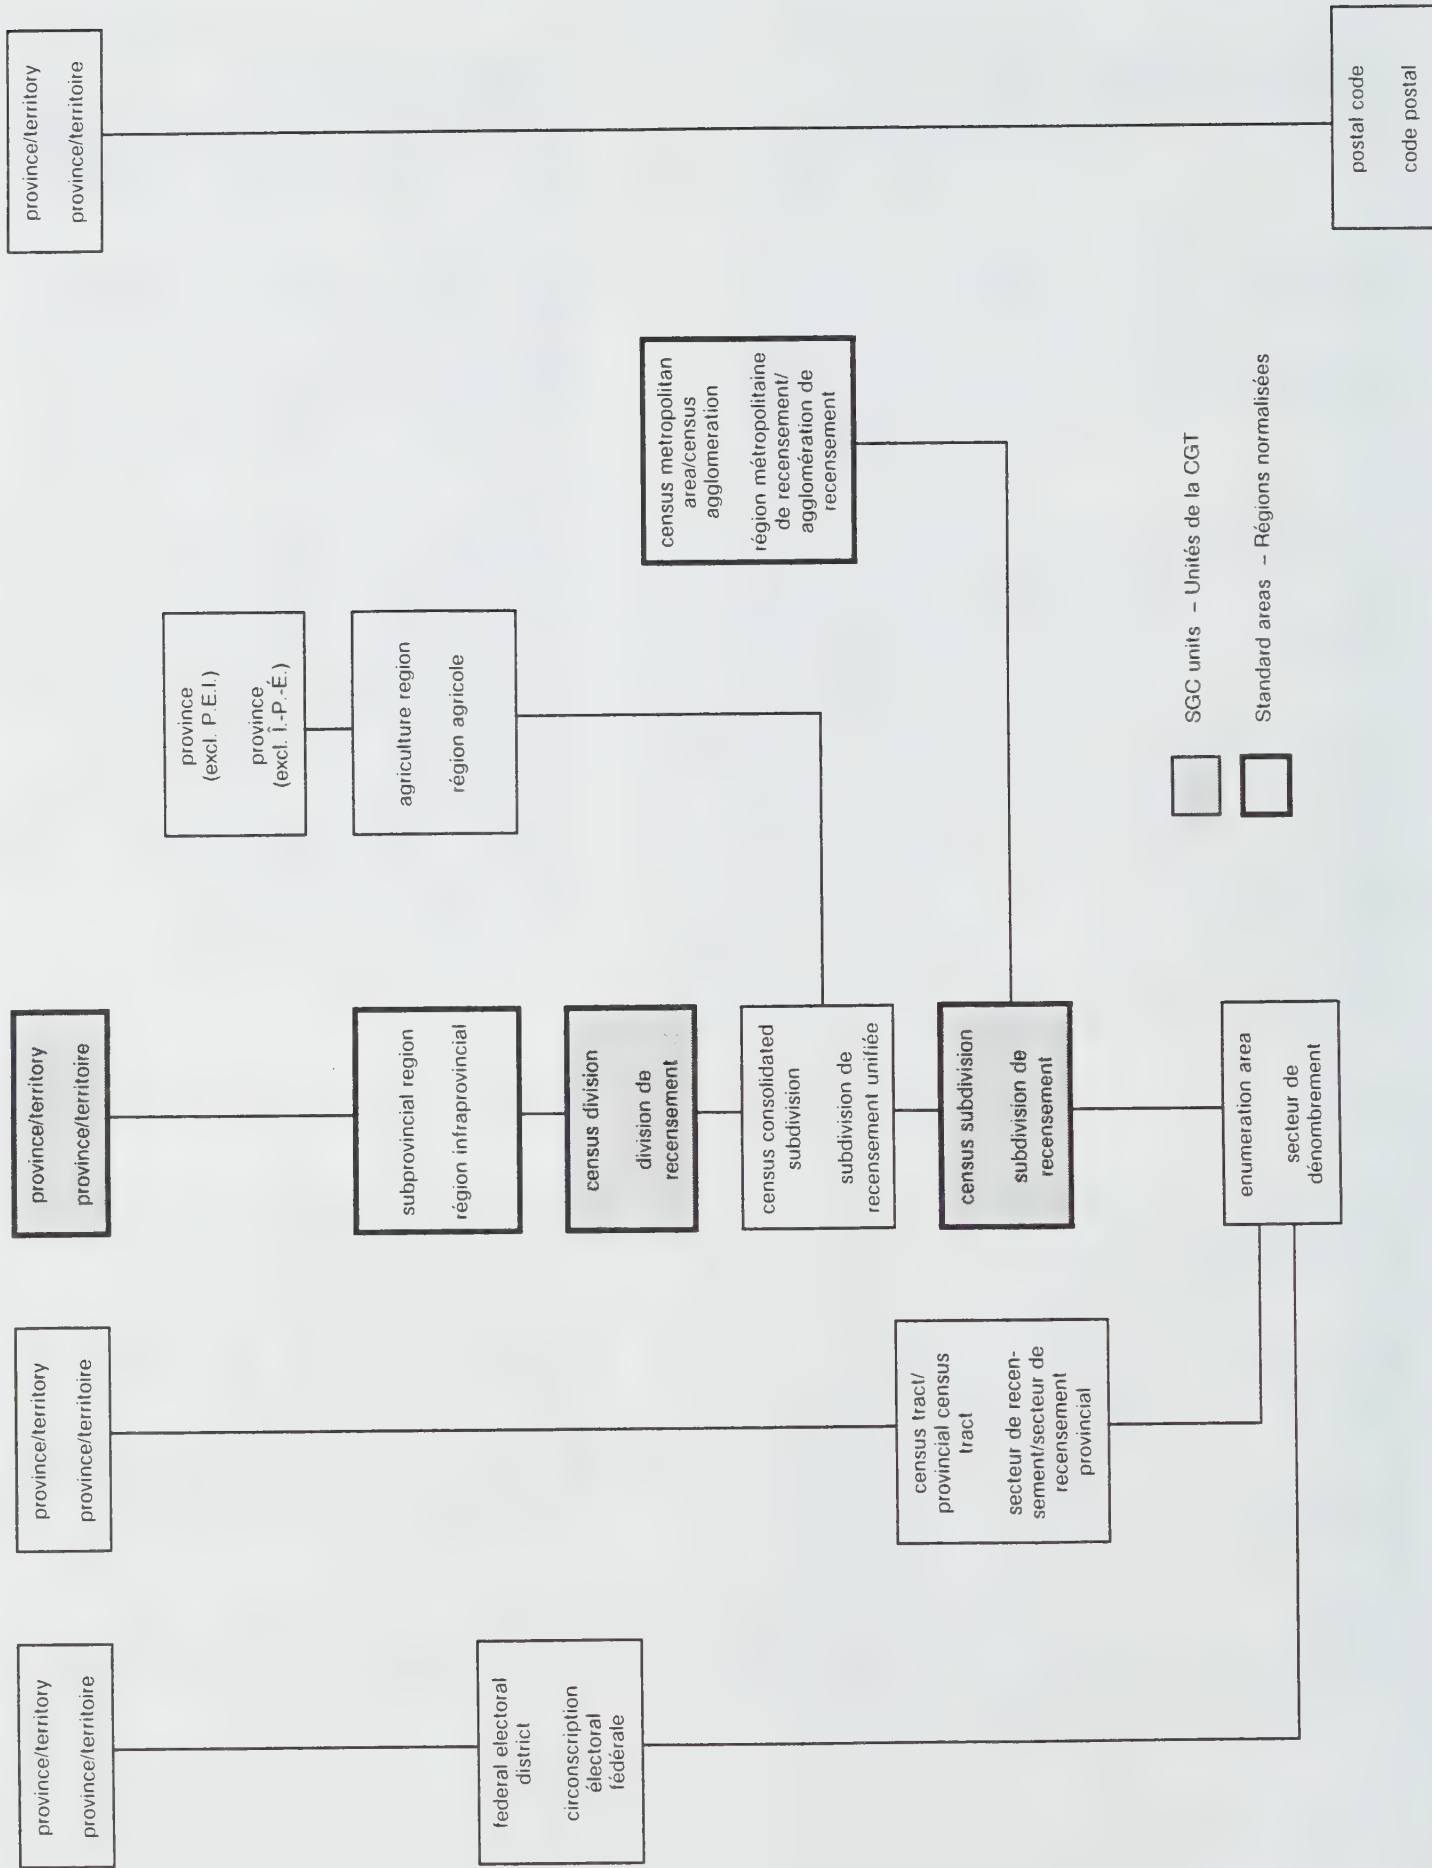 province/territory
province/territoire
federal electoral
district
circonscription
électoral
fédérale
province/territory
province/territoire
census tract/
provincial census
tract
secteur de recen-
sement/secteur de
recensement
provincial
province/territory
province/territoire
subprovincial region
région infraprovincial
census division
division de
recensement
census consolidated
subdivision
subdivision de
recensement unifiée
census subdivision
subdivision de
recensement
enumeration area
secteur de
dénombrement
province
(excl. P.E.I.)
province
(excl. Î.-P.-É.)
agriculture region
région agricole
census metropolitan
area/census
agglomeration
région métropolitaine
de recensement/
agglomération de
recensement
province/territory
province/territoire
postal code
code postal
SGC units – Unités de la CGT
Standard areas – Régions normalisées